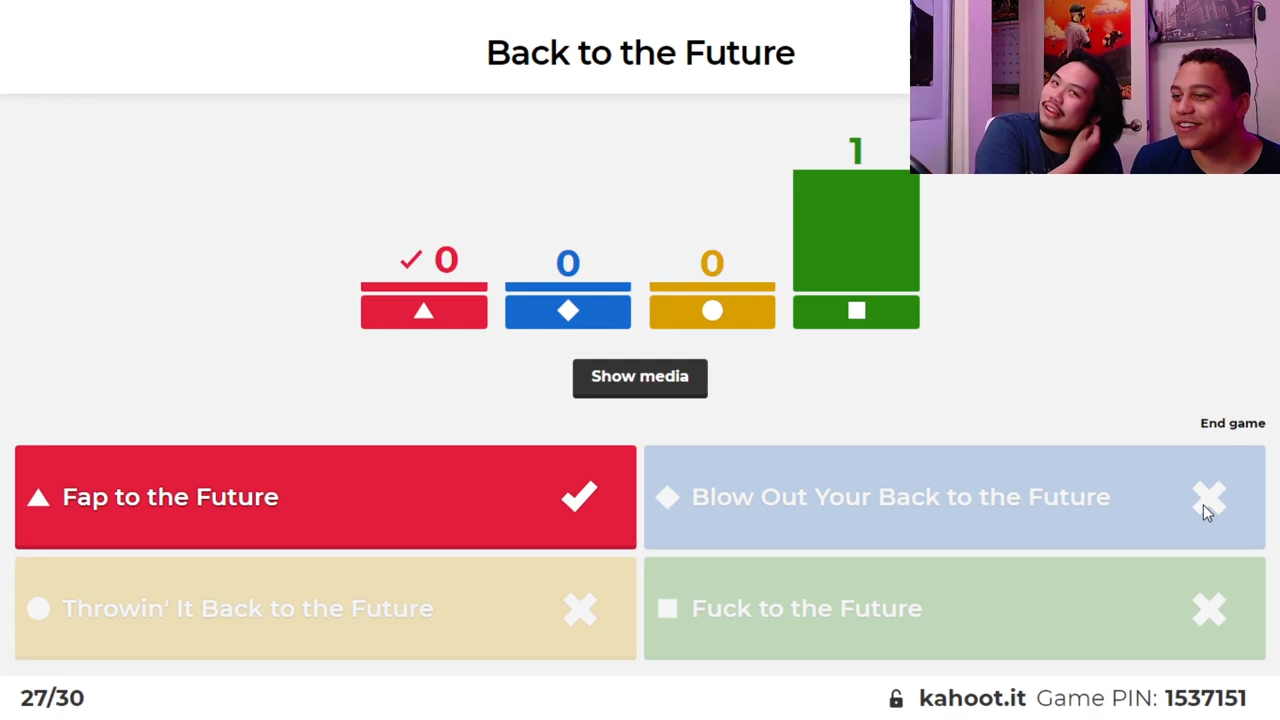 Back to the Future
0
0
0
1
Show media
End game
Fap to the Future
Blow Out Your Back to the Future
Throwin' It Back to the Future
Fuck to the Future
27/30
kahoot.it Game PIN: 1537151